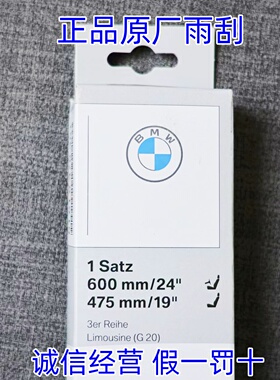 正品原厂雨刮
BMW
1 Satz
600 mm/24"
475 mm/19"
3er Reihe
Limousine (G 20)
诚信经营 假一罚十